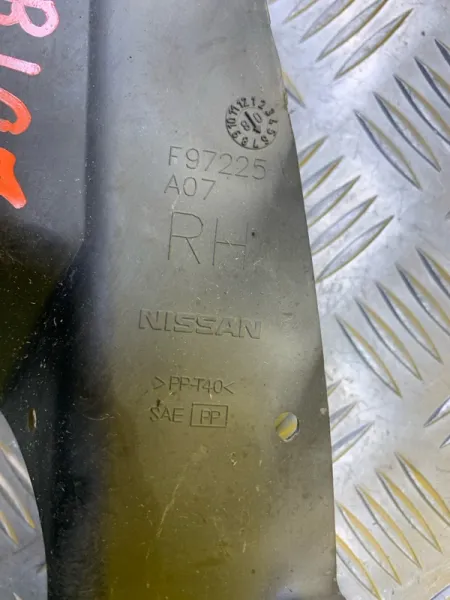 F97225
A07
RH
NISSAN
>PP-T40<
SAE PP